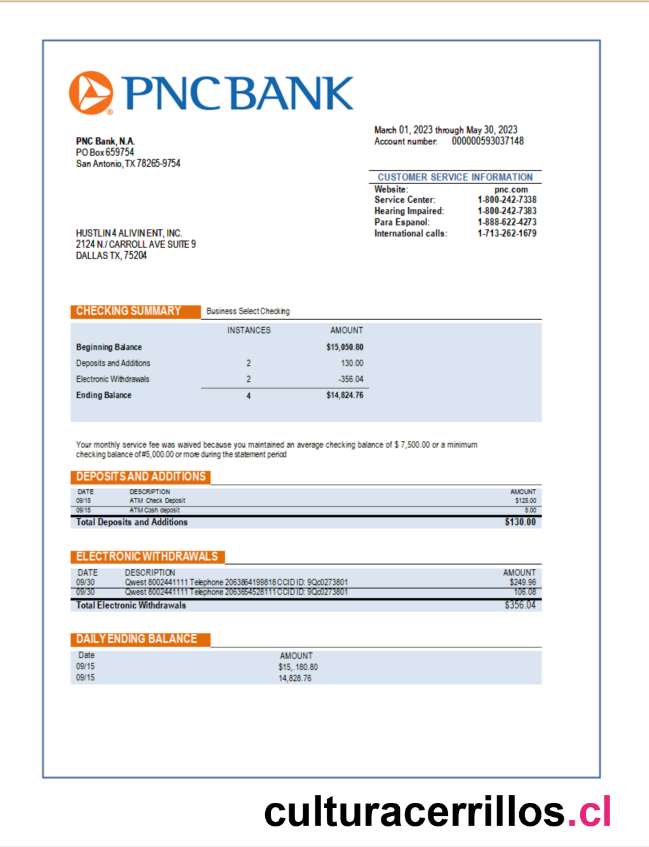 PNC BANK
March 01, 2023 through May 30, 2023
PNC Bank, N.A.
Account number: 000000593037148
PO Box 659754
San Antonio, TX 78265-9754
CUSTOMER SERVICE INFORMATION
Website: pnc.com
Service Center: 1-800-242-7338
Hearing Impaired: 1-800-242-7383
Para Espanol: 1-888-622-4273
International calls: 1-713-262-1679
HUSTLIN 4 ALIVIN ENT, INC.
2124 N./ CARROLL AVE SUITE 9
DALLAS TX, 75204
CHECKING SUMMARY Business Select Checking
INSTANCES AMOUNT
Beginning Balance $15,050.80
Deposits and Additions 2 130.00
Electronic Withdrawals 2 -356.04
Ending Balance 4 $14,824.76
Your monthly service fee was waived because you maintained an average checking balance of $ 7,500.00 or a minimum
checking balance of #5,000.00 or more during the statement period
DEPOSITS AND ADDITIONS
DATE DESCRIPTION AMOUNT
09/15 ATM Check Deposit $125.00
09/15 ATM Cash deposit 5.00
Total Deposits and Additions $130.00
ELECTRONIC WITHDRAWALS
DATE DESCRIPTION AMOUNT
09/30 Qwest 8002441111 Telephone 2063864199818 CCID ID: 9Qc0273801 $249.96
09/30 Qwest 8002441111 Telephone 2063654528111 CCID ID: 9Qc0273801 106.08
Total Electronic Withdrawals $356.04
DAILY ENDING BALANCE
Date AMOUNT
09/15 $15,.180.80
09/15 14,828.76
culturacerrillos.cl